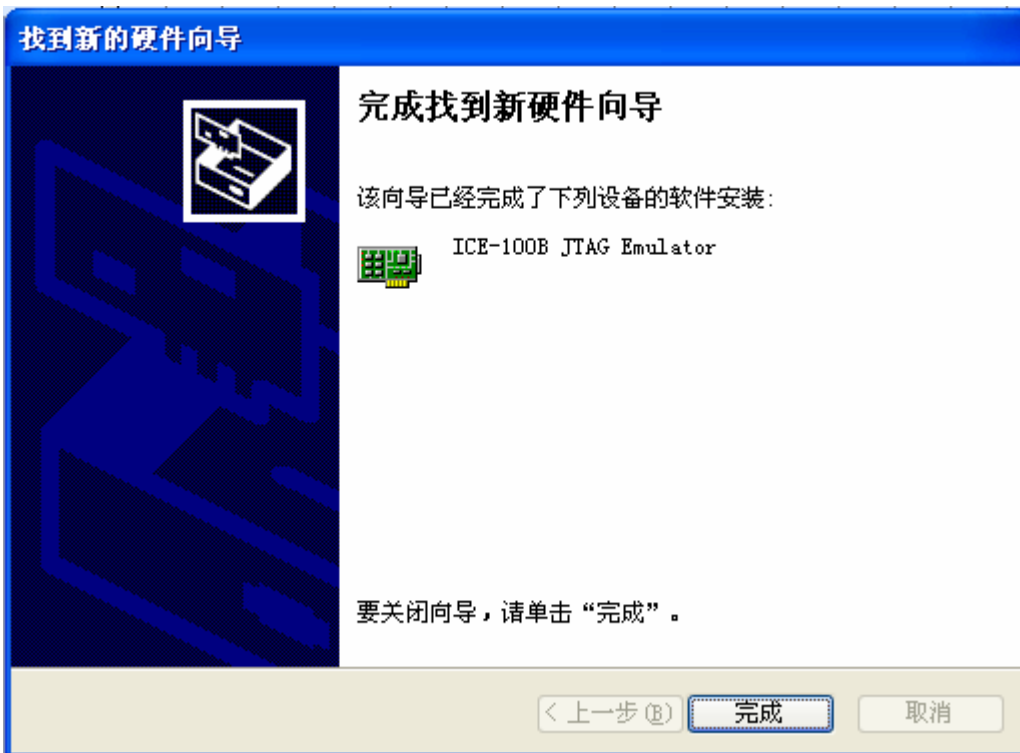 找到新的硬件向导
完成找到新硬件向导
该向导已经完成了下列设备的软件安装:
ICE-100B JTAG Emulator
要关闭向导，请单击“完成”。
< 上一步(B)
完成
取消